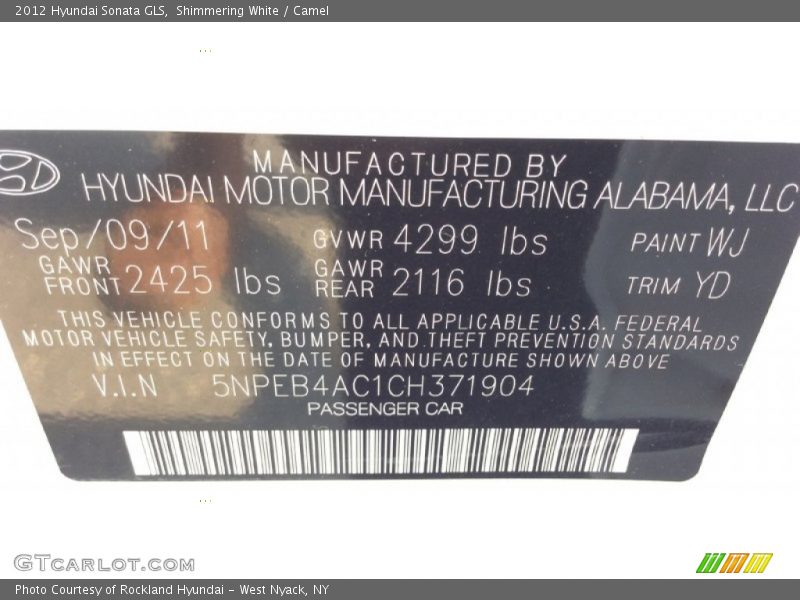 2012 Hyundai Sonata GLS, Shimmering White / Camel
MANUFACTURED BY
HYUNDAI MOTOR MANUFACTURING ALABAMA, LLC
Sep/09/11 GVWR 4299 lbs PAINT WJ
GAWR FRONT 2425 lbs GAWR REAR 2116 lbs TRIM YD
THIS VEHICLE CONFORMS TO ALL APPLICABLE U.S.A. FEDERAL
MOTOR VEHICLE SAFETY, BUMPER, AND THEFT PREVENTION STANDARDS
IN EFFECT ON THE DATE OF MANUFACTURE SHOWN ABOVE
V.I.N 5NPEB4AC1CH371904
PASSENGER CAR
GTCARLOT.COM
Photo Courtesy of Rockland Hyundai - West Nyack, NY